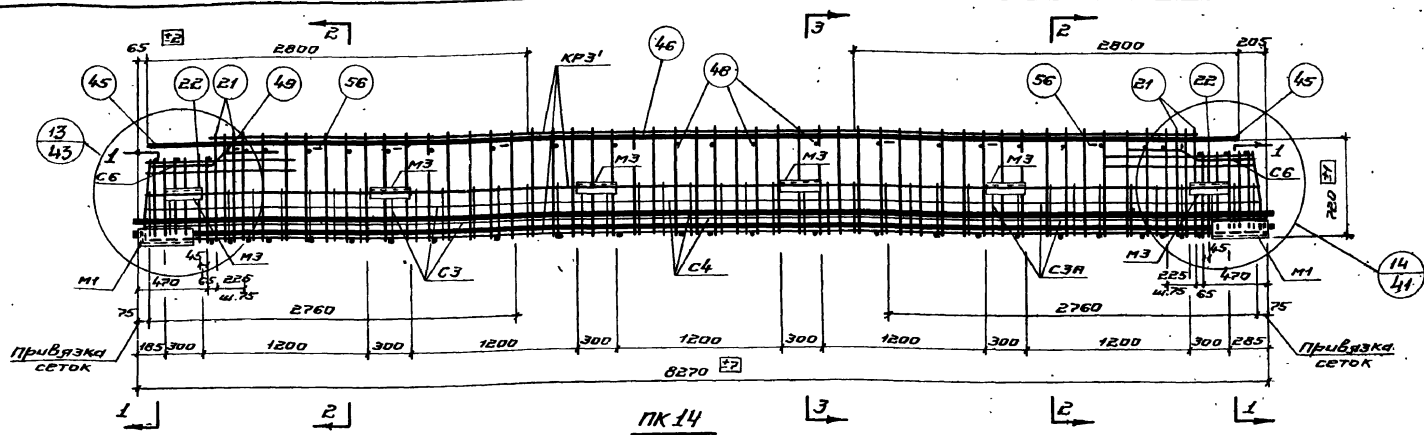 2 3 2
65 ±2 2800 2800 205
45 22 21 49 56 КР3' 46 48 56 21 22 45
13
43
1 1
С6 М3 М3 М3 М3 С6
720 ±1
М1 М3 С3 С4 С3А М3 М1
14
41
45 45
470 65 225 225 65 470
ш.75 ш.75
75 2760 2760 75
Привязка
сеток
185 300 1200 300 1200 300 1200 300 1200 300 1200 300 285
Привязка
сеток
8270 ±7
1 2 3 2 1
ПК 14